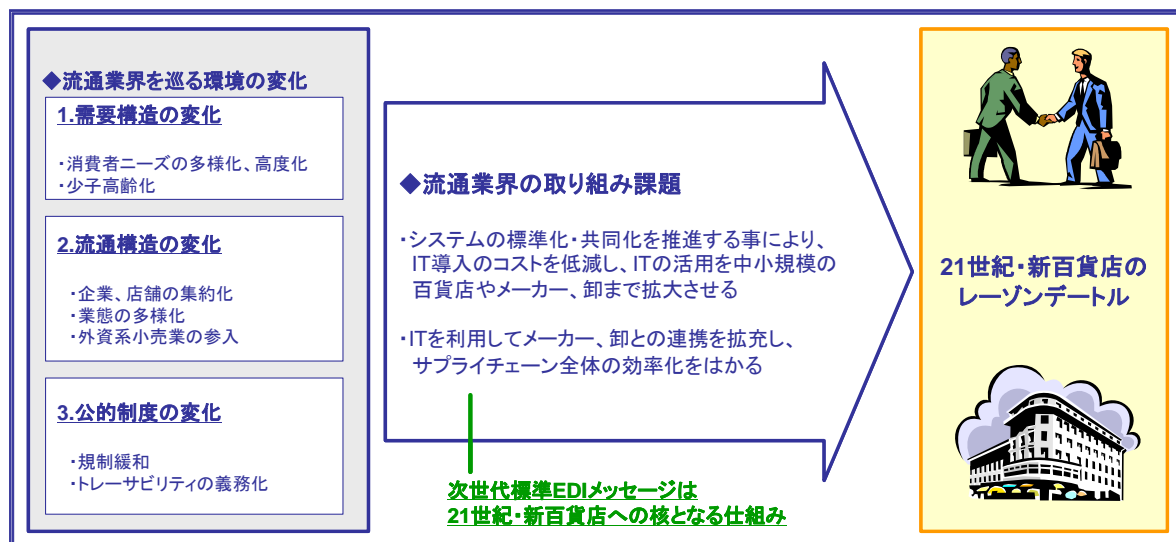 ◆流通業界を巡る環境の変化
1.需要構造の変化
・消費者ニーズの多様化、高度化
・少子高齢化
2.流通構造の変化
・企業、店舗の集約化
・業態の多様化
・外資系小売業の参入
3.公的制度の変化
・規制緩和
・トレーサビリティの義務化
◆流通業界の取り組み課題
・システムの標準化・共同化を推進する事により、
IT導入のコストを低減し、ITの活用を中小規模の
百貨店やメーカー、卸まで拡大させる
・ITを利用してメーカー、卸との連携を拡充し、
サプライチェーン全体の効率化をはかる
次世代標準EDIメッセージは
21世紀・新百貨店への核となる仕組み
21世紀・新百貨店の
レーゾンデートル